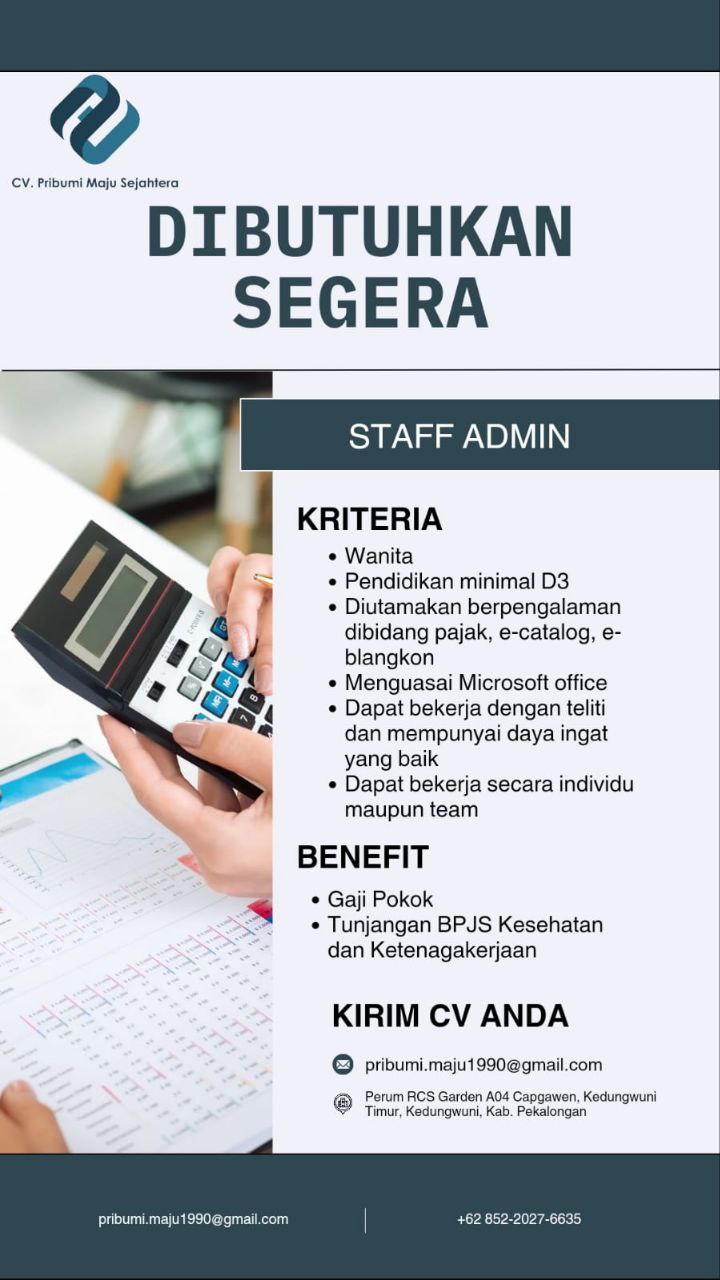 CV. Pribumi Maju Sejahtera
DIBUTUHKAN
SEGERA
STAFF ADMIN
KRITERIA
• Wanita
• Pendidikan minimal D3
• Diutamakan berpengalaman
dibidang pajak, e-catalog, e-
blangkon
• Menguasai Microsoft office
• Dapat bekerja dengan teliti
dan mempunyai daya ingat
yang baik
• Dapat bekerja secara individu
maupun team
BENEFIT
• Gaji Pokok
• Tunjangan BPJS Kesehatan
dan Ketenagakerjaan
KIRIM CV ANDA
pribumi.maju1990@gmail.com
Perum RCS Garden A04 Capgawen, Kedungwuni
Timur, Kedungwuni, Kab. Pekalongan
pribumi.maju1990@gmail.com
+62 852-2027-6635